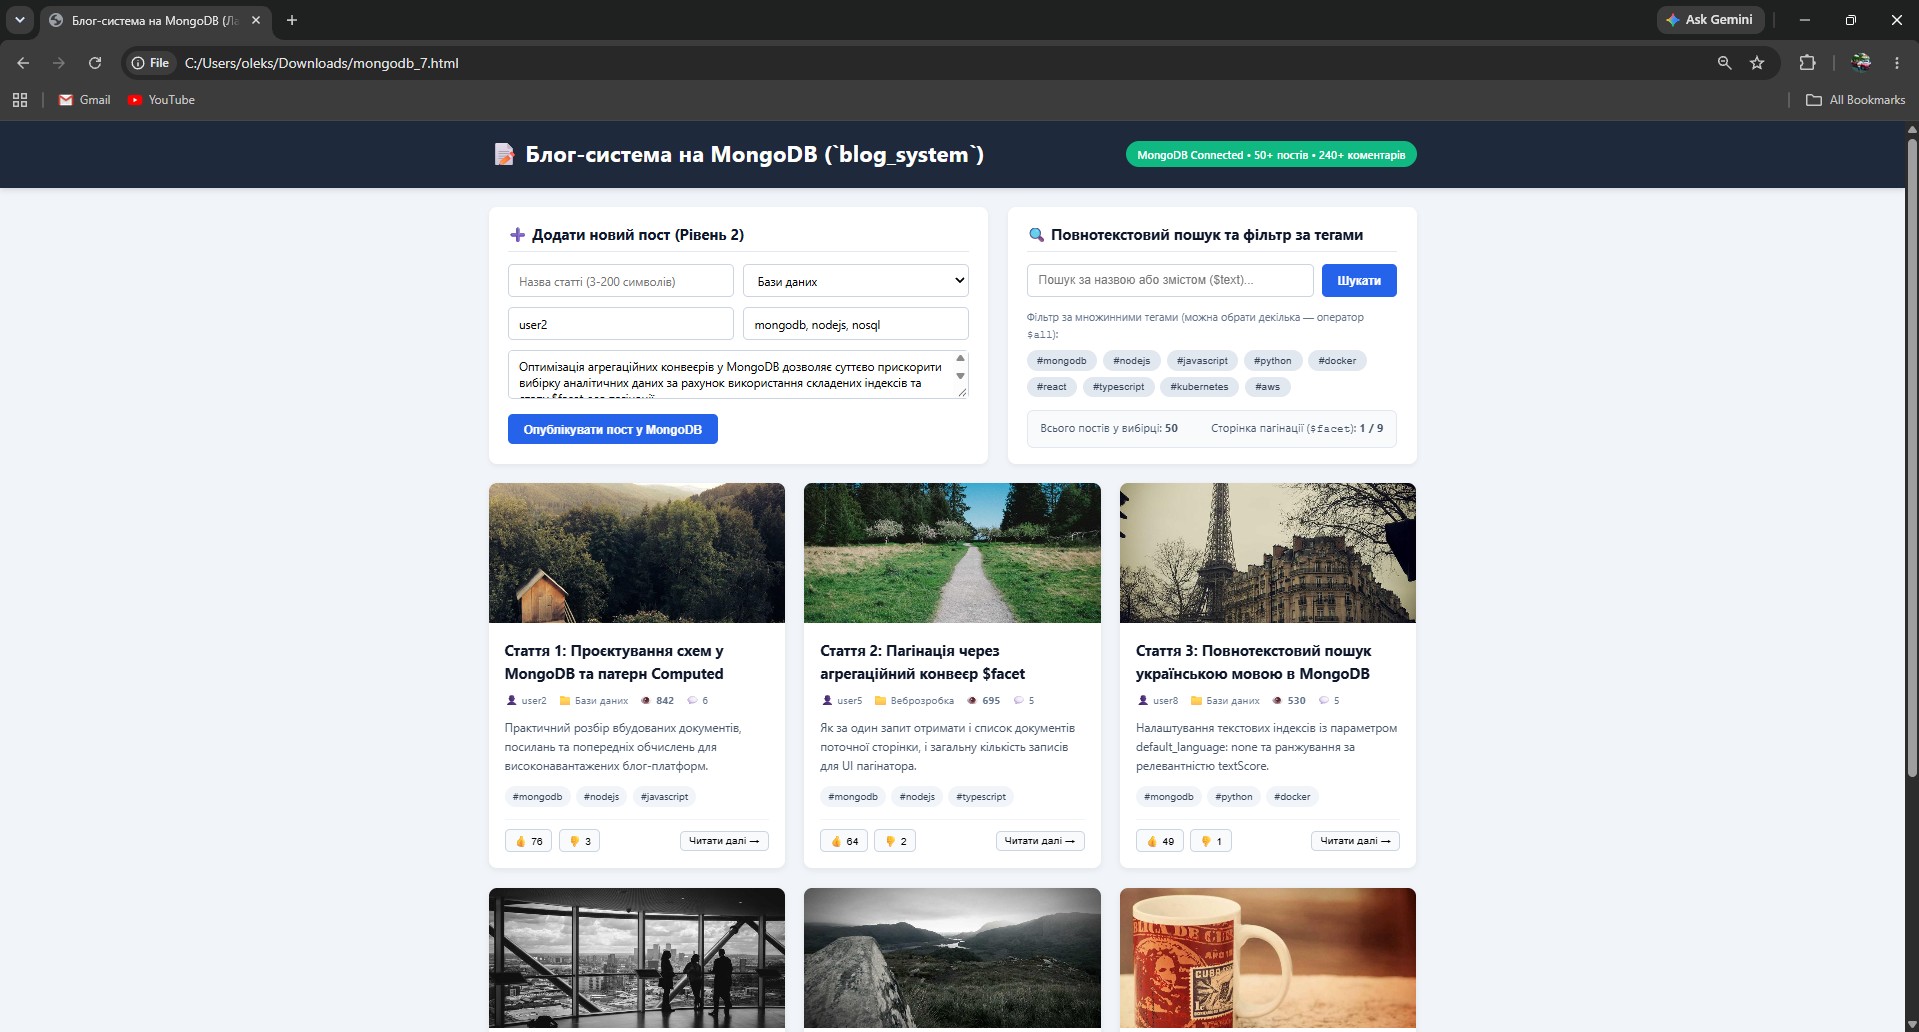 Блог-система на MongoDB (Ла
Ask Gemini
File
C:/Users/oleks/Downloads/mongodb_7.html
Gmail
YouTube
All Bookmarks
Блог-система на MongoDB (`blog_system`)
MongoDB Connected • 50+ постів • 240+ коментарів
Додати новий пост (Рівень 2)
Назва статті (3-200 символів)
Бази даних
user2
mongodb, nodejs, nosql
Оптимізація агрегаційних конвеєрів у MongoDB дозволяє суттєво прискорити
вибірку аналітичних даних за рахунок використання складених індексів та
Опублікувати пост у MongoDB
Повнотекстовий пошук та фільтр за тегами
Пошук за назвою або змістом ($text)...
Шукати
Фільтр за множинними тегами (можна обрати декілька — оператор
$all):
#mongodb
#nodejs
#javascript
#python
#docker
#react
#typescript
#kubernetes
#aws
Всього постів у вибірці: 50
Сторінка пагінації ($facet): 1 / 9
Стаття 1: Проєктування схем у
MongoDB та патерн Computed
user2
Бази даних
842
6
Практичний розбір вбудованих документів,
посилань та попередніх обчислень для
високонавантажених блог-платформ.
#mongodb
#nodejs
#javascript
76
3
Читати далі →
Стаття 2: Пагінація через
агрегаційний конвеєр $facet
user5
Веброзробка
695
5
Як за один запит отримати і список документів
поточної сторінки, і загальну кількість записів
для UI пагінатора.
#mongodb
#nodejs
#typescript
64
2
Читати далі →
Стаття 3: Повнотекстовий пошук
українською мовою в MongoDB
user8
Бази даних
530
5
Налаштування текстових індексів із параметром
default_language: none та ранжування за
релевантністю textScore.
#mongodb
#python
#docker
49
1
Читати далі →